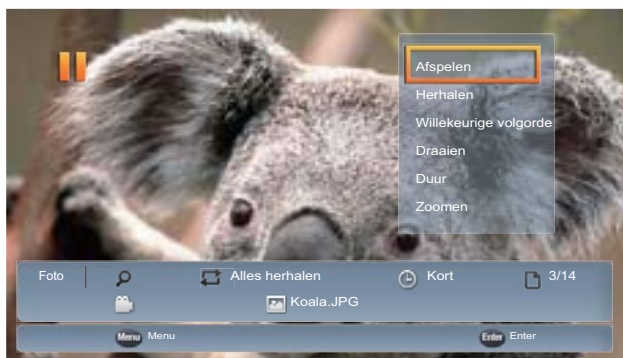 Afspelen
Herhalen
Willekeurige volgorde
Draaien
Duur
Zoomen
Foto Alles herhalen Kort 3/14
Koala.JPG
Menu Menu Enter Enter